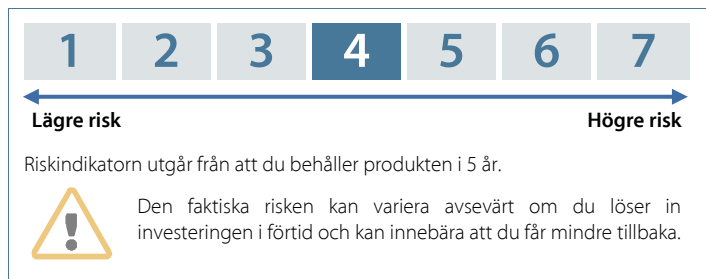 1 2 3 4 5 6 7
Lägre risk Högre risk
Riskindikatorn utgår från att du behåller produkten i 5 år.
Den faktiska risken kan variera avsevärt om du löser in
investeringen i förtid och kan innebära att du får mindre tillbaka.